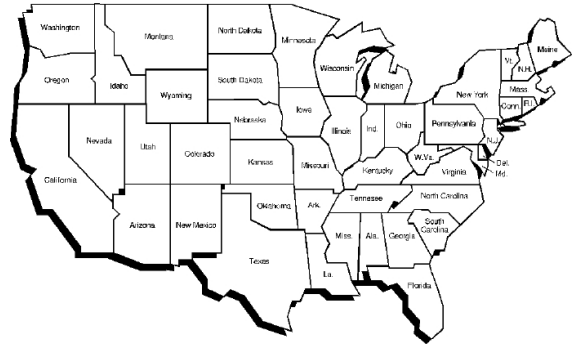 Washington
Montana
North Dakota
Minnesota
Maine
Oregon
Idaho
Wyoming
South Dakota
Wisconsin
Michigan
Vt.
N.H.
New York
Mass.
Conn.
R.I.
Nevada
Utah
Colorado
Nebraska
Iowa
Illinois
Ind.
Ohio
Pennsylvania
N.J.
California
Kansas
Missouri
Kentucky
W.Va.
Virginia
Del.
Md.
Arizona
New Mexico
Oklahoma
Ark.
Tennessee
North Carolina
Texas
La.
Miss.
Ala.
Georgia
South
Carolina
Florida